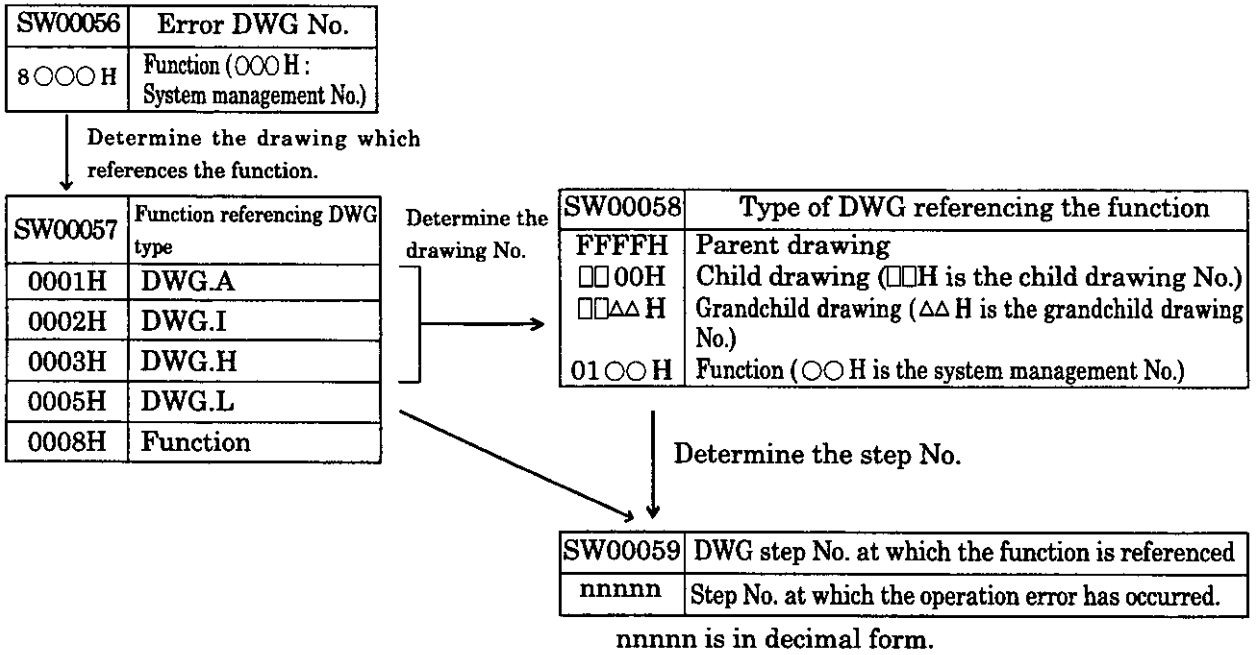 SW00056 Error DWG No.
8○○○H Function (○○○H :
System management No.)
Determine the drawing which
references the function.
SW00057 Function referencing DWG
type
0001H DWG.A
0002H DWG.I
0003H DWG.H
0005H DWG.L
0008H Function
Determine the
drawing No.
SW00058 Type of DWG referencing the function
FFFFH Parent drawing
□□00H Child drawing (□□H is the child drawing No.)
□□△△H Grandchild drawing (△△H is the grandchild drawing
No.)
01○○H Function (○○H is the system management No.)
Determine the step No.
SW00059 DWG step No. at which the function is referenced
nnnnn Step No. at which the operation error has occurred.
nnnnn is in decimal form.